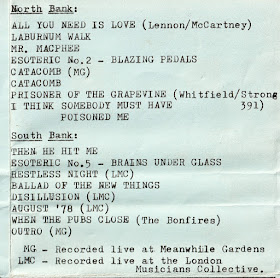 North Bank:
ALL YOU NEED IS LOVE (Lennon/McCartney)
LABURNUM WALK
MR. MACPHEE
ESOTERIC No.2 - BLAZING PEDALS
CATACOMB (MG)
CATACOMB
PRISONER OF THE GRAPEVINE (Whitfield/Strong
I THINK SOMEBODY MUST HAVE 391)
POISONED ME
South Bank:
THEN HE HIT ME
ESOTERIC No.5 - BRAINS UNDER GLASS
RESTLESS NIGHT (LMC)
BALLAD OF THE NEW THINGS
DISILLUSION (LMC)
AUGUST '78 (LMC)
WHEN THE PUBS CLOSE (The Bonfires)
OUTRO (MG)
MG - Recorded live at Meanwhile Gardens
LMC - Recorded live at the London
Musicians Collective.